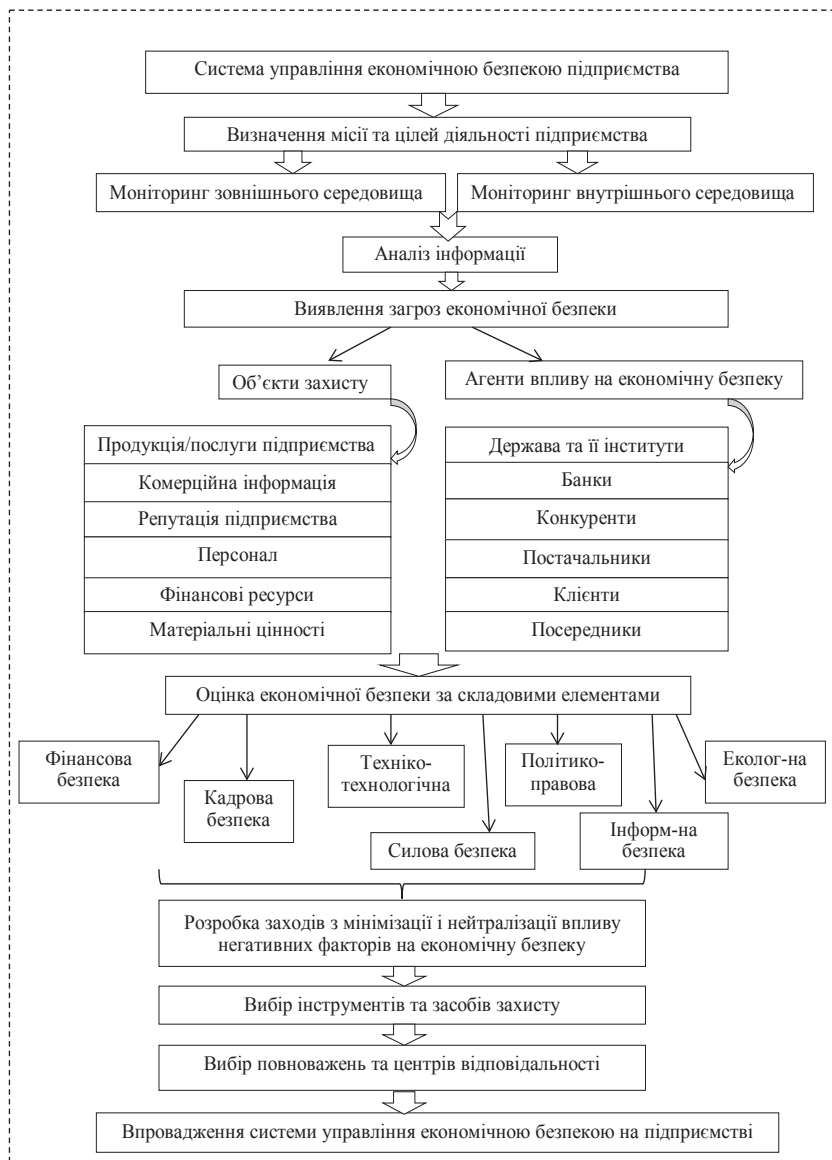 Система управління економічною безпекою підприємства
Визначення місії та цілей діяльності підприємства
Моніторинг зовнішнього середовища
Моніторинг внутрішнього середовища
Аналіз інформації
Виявлення загроз економічної безпеки
Об’єкти захисту
Агенти впливу на економічну безпеку
Продукція/послуги підприємства
Комерційна інформація
Репутація підприємства
Персонал
Фінансові ресурси
Матеріальні цінності
Держава та її інститути
Банки
Конкуренти
Постачальники
Клієнти
Посередники
Оцінка економічної безпеки за складовими елементами
Фінансова
безпека
Кадрова
безпека
Техніко-
технологічна
Силова безпека
Політико-
правова
Інформ-на
безпека
Еколог-на
безпека
Розробка заходів з мінімізації і нейтралізації впливу
негативних факторів на економічну безпеку
Вибір інструментів та засобів захисту
Вибір повноважень та центрів відповідальності
Впровадження системи управління економічною безпекою на підприємстві